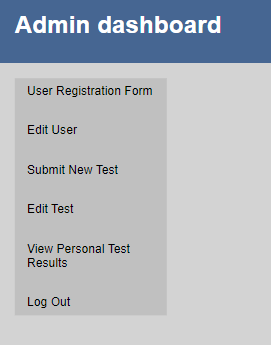 Admin dashboard
User Registration Form
Edit User
Submit New Test
Edit Test
View Personal Test
Results
Log Out